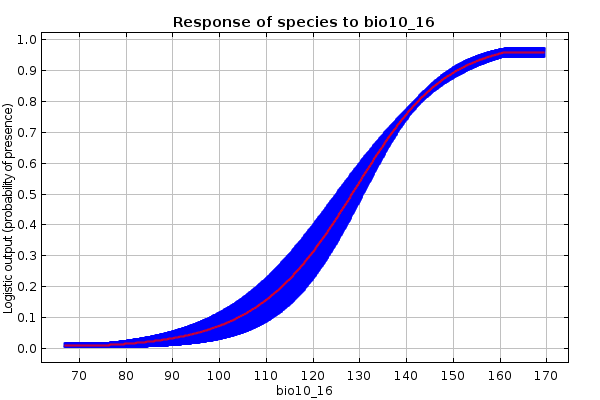 Response of species to bio10_16
Logistic output (probability of presence)
1.0
0.9
0.8
0.7
0.6
0.5
0.4
0.3
0.2
0.1
0.0
70 80 90 100 110 120 130 140 150 160 170
bio10_16